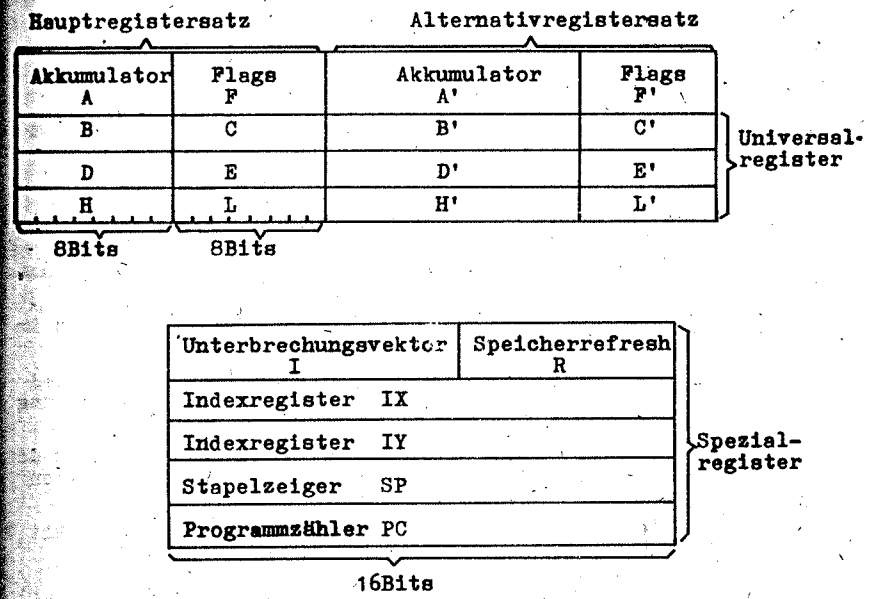 Hauptregistersatz Alternativregistersatz
Akkumulator Flags Akkumulator Flags
A F A' F'
B C B' C'
Universal-
register
D E D' E'
H L H' L'
8Bits 8Bits
Unterbrechungsvektor Speicherrefresh
I R
Indexregister IX
Indexregister IY
Spezial-
register
Stapelzeiger SP
Programmzähler PC
16Bits